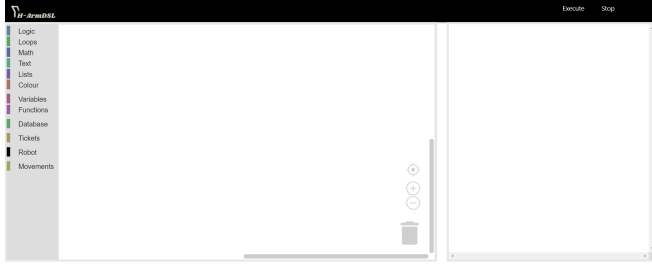 H-ArmDSL
Execute Stop
Logic
Loops
Math
Text
Lists
Colour
Variables
Functions
Database
Tickets
Robot
Movements